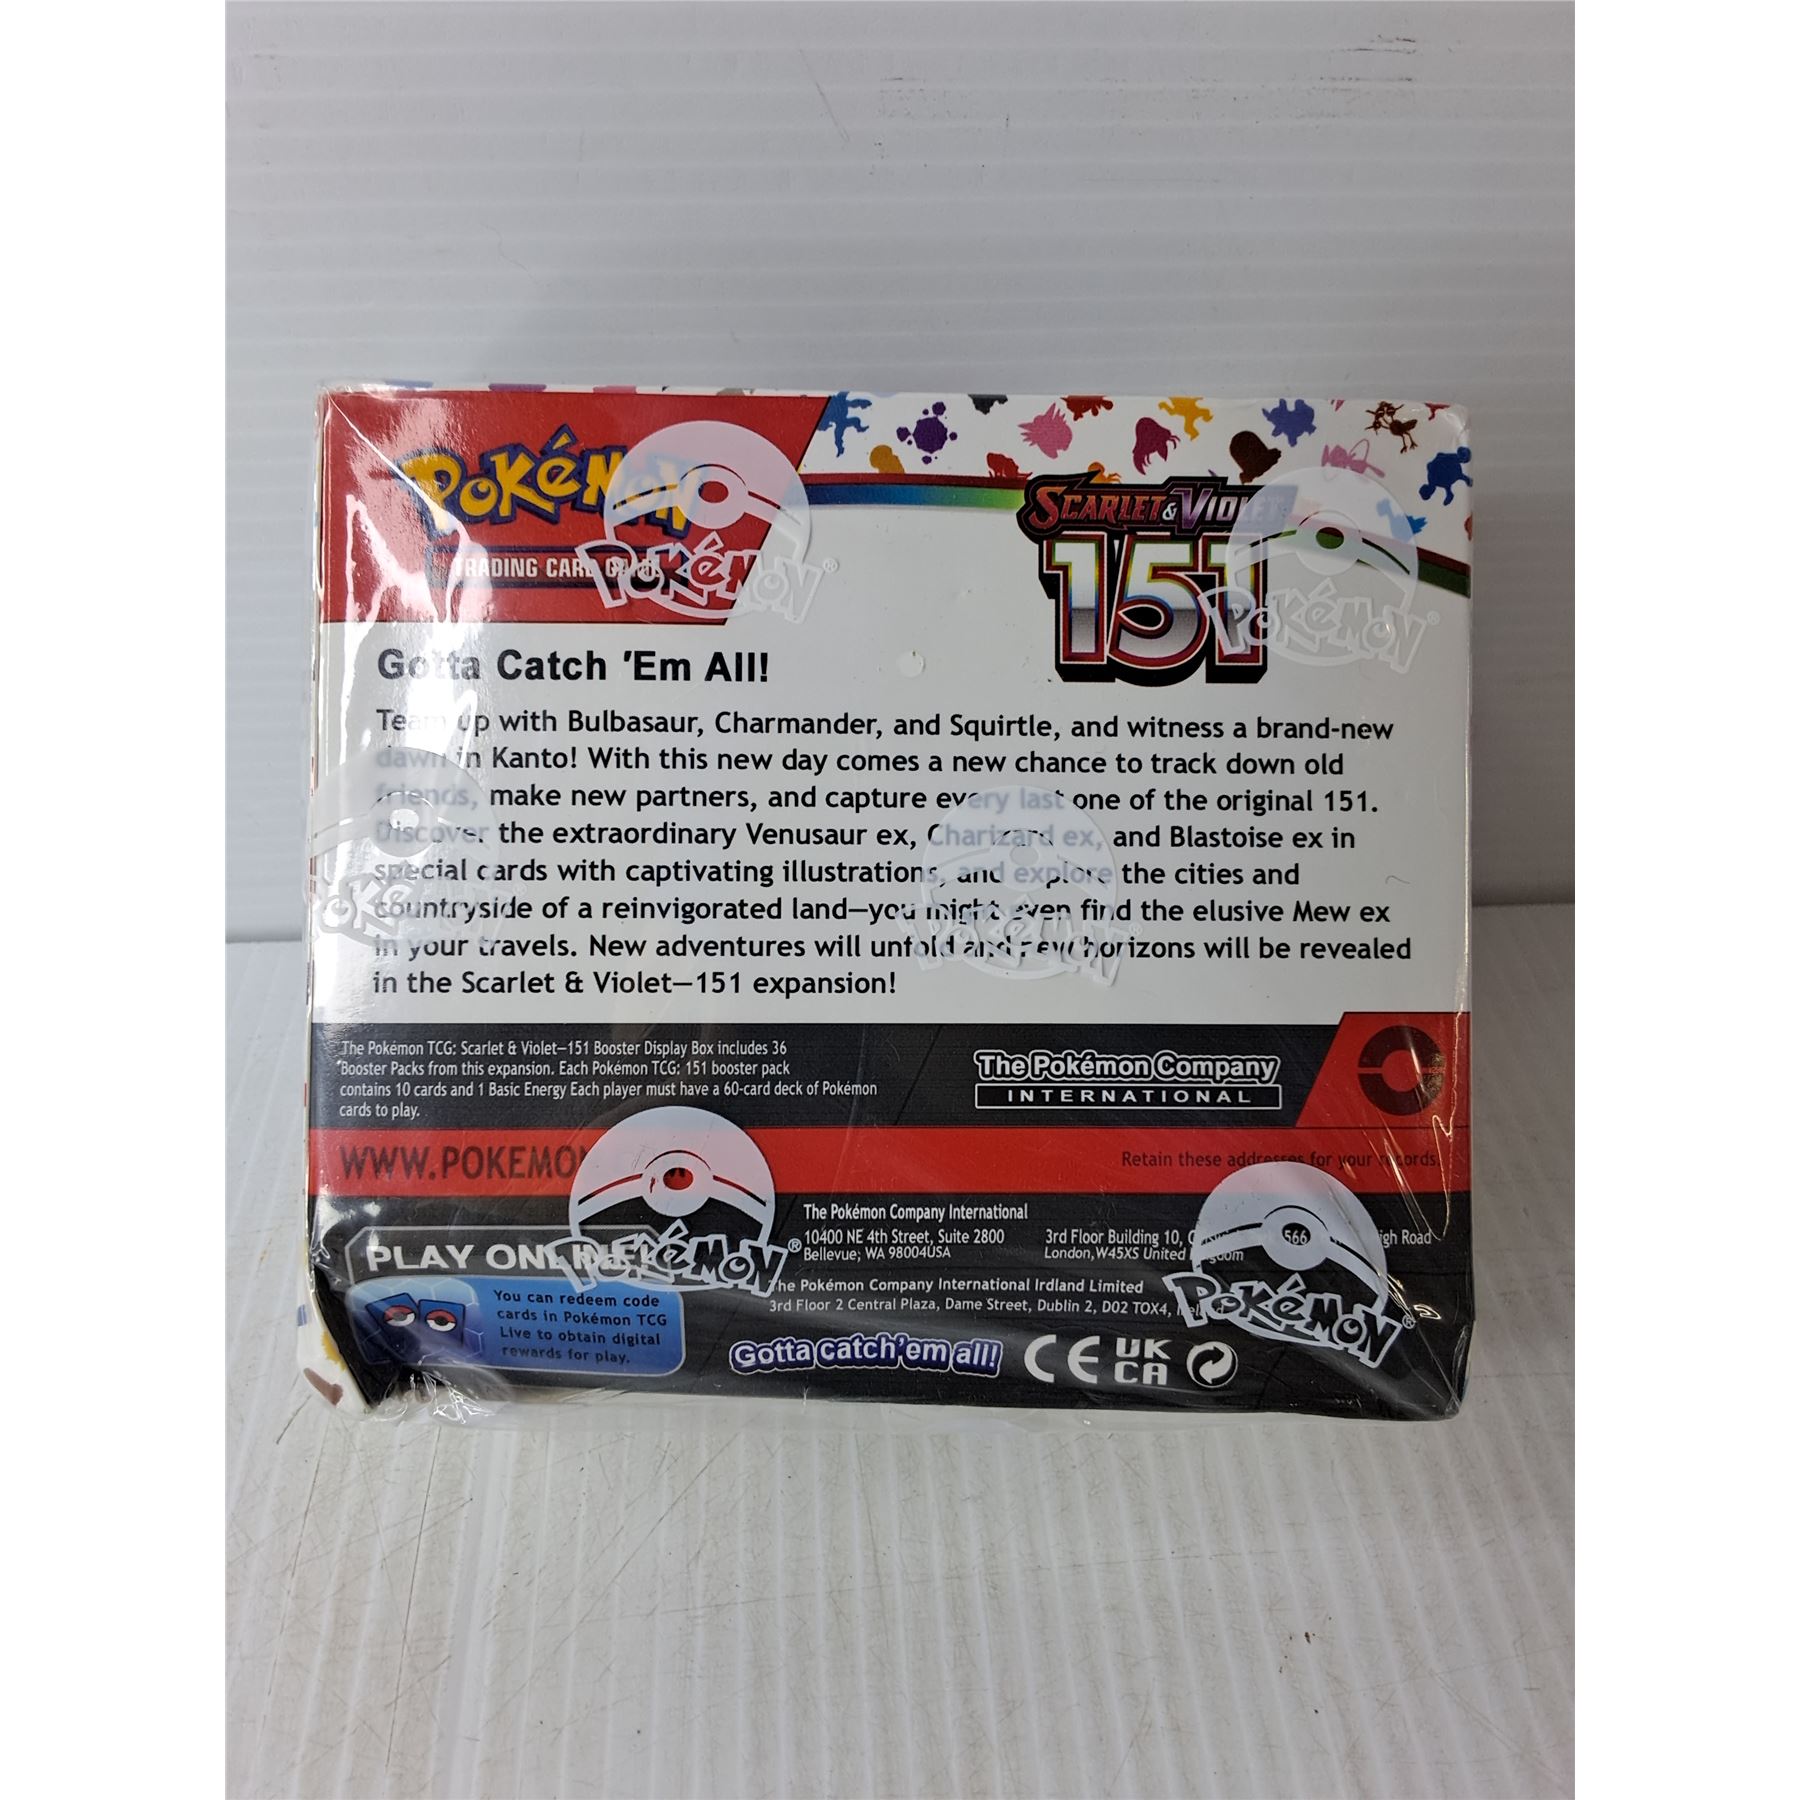 POKéMON
TRADING CARD GAME
SCARLET & VIOLET
151
Gotta Catch 'Em All!
Team up with Bulbasaur, Charmander, and Squirtle, and witness a brand-new
dawn in Kanto! With this new day comes a new chance to track down old
friends, make new partners, and capture every last one of the original 151.
Discover the extraordinary Venusaur ex, Charizard ex, and Blastoise ex in
special cards with captivating illustrations, and explore the cities and
countryside of a reinvigorated land—you might even find the elusive Mew ex
in your travels. New adventures will unfold and new horizons will be revealed
in the Scarlet & Violet—151 expansion!
The Pokémon TCG: Scarlet & Violet—151 Booster Display Box includes 36
*Booster Packs from this expansion. Each Pokémon TCG: 151 booster pack
contains 10 cards and 1 Basic Energy Each player must have a 60-card deck of Pokémon
cards to play.
The Pokémon Company
INTERNATIONAL
WWW.POKEMO
Retain these addresses for your records.
PLAY ONLINE!
You can redeem code
cards in Pokémon TCG
Live to obtain digital
rewards for play.
The Pokémon Company International
10400 NE 4th Street, Suite 2800
Bellevue; WA 98004USA
3rd Floor Building 10, 566 High Road
London,W45XS United Kingdom
The Pokémon Company International Irdland Limited
3rd Floor 2 Central Plaza, Dame Street, Dublin 2, D02 TOX4, Ireland
Gotta catch 'em all!
CE UK
CA
POKéMON®
POKéMON®
POKéMON
POKéMON®
POKéMON®
POKéMON®